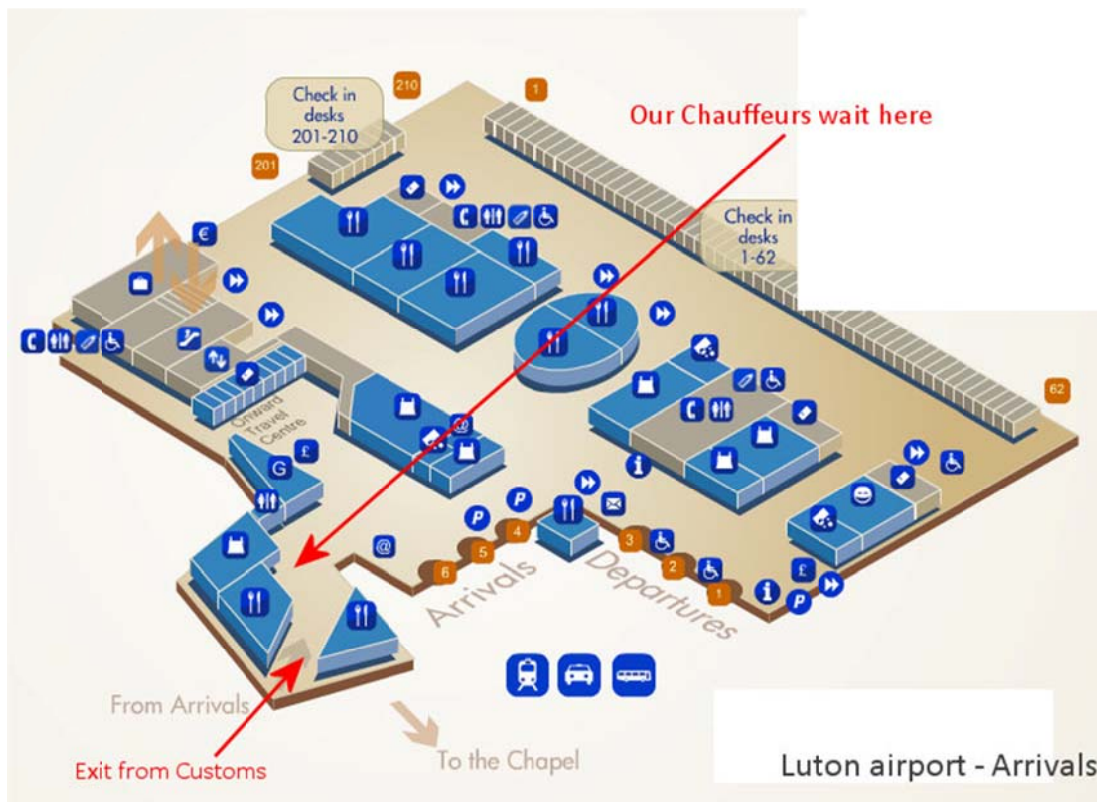 210
1
Check in
desks
201-210
Our Chauffeurs wait here
201
Check in
desks
1-62
N
€
62
Onward
Travel
Centre
@
£
G
i
P
P
@
4
5
6
3
2
1
i
£
P
Arrivals
Departures
From Arrivals
Exit from Customs
To the Chapel
Luton airport - Arrivals